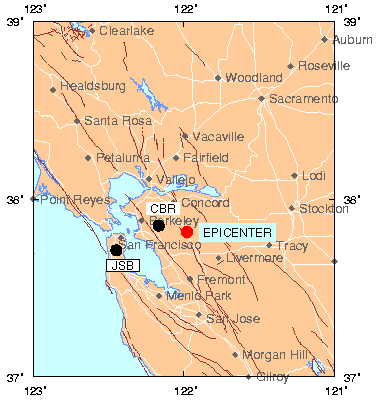 123° 122° 121°
39° 39°
Clearlake
Auburn
Roseville
Woodland
Healdsburg
Sacramento
Santa Rosa
Vacaville
Petaluma Fairfield
Vallejo Lodi
38° 38°
Point Reyes Concord
CBR Stockton
Berkeley
EPICENTER
San Francisco Tracy
JSB Livermore
Fremont
Menlo Park
San Jose
Morgan Hill
Gilroy
37° 37°
123° 122° 121°